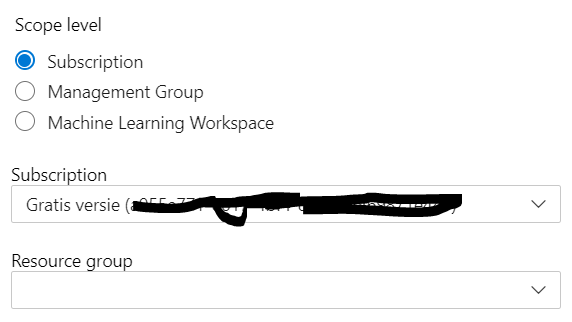 Scope level
Subscription
Management Group
Machine Learning Workspace
Subscription
Gratis versie (
Resource group